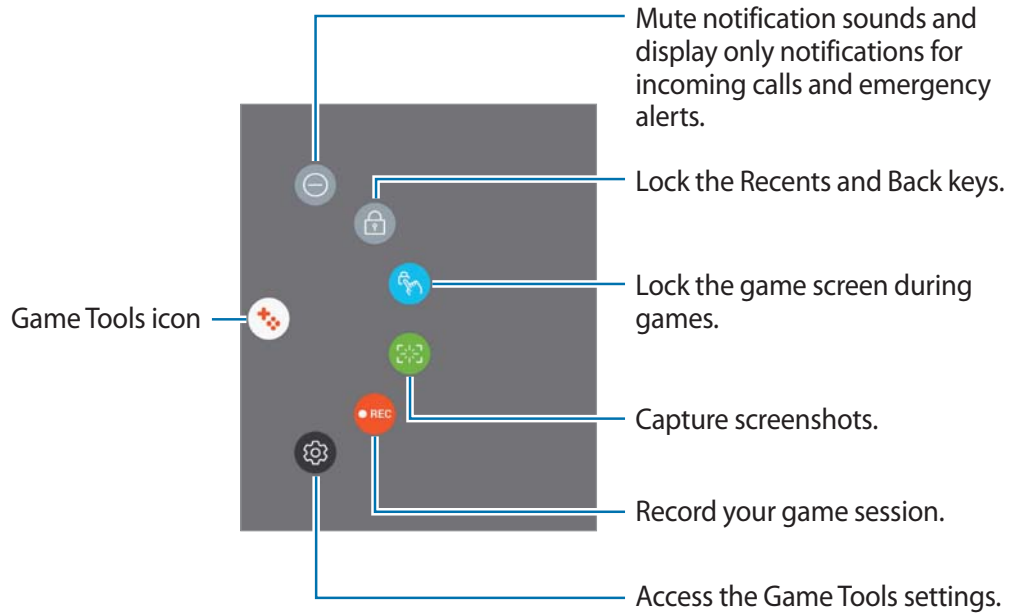 Mute notification sounds and
display only notifications for
incoming calls and emergency
alerts.
Lock the Recents and Back keys.
Lock the game screen during
games.
Game Tools icon
Capture screenshots.
REC
Record your game session.
Access the Game Tools settings.